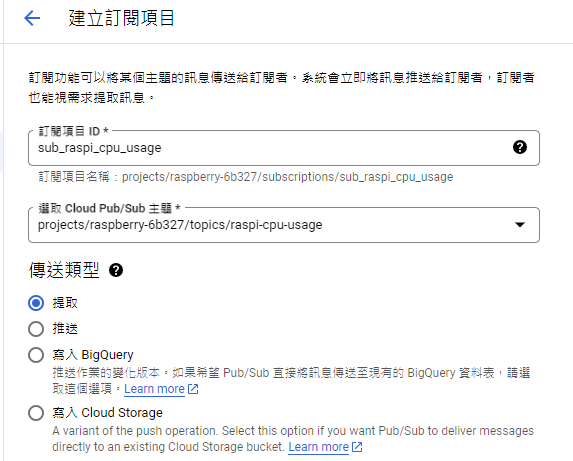 建立訂閱項目
訂閱功能可以將某個主題的訊息傳送給訂閱者。系統會立即將訊息推送給訂閱者，訂閱者
也能視需求提取訊息。
訂閱項目 ID *
sub_raspi_cpu_usage
訂閱項目名稱：projects/raspberry-6b327/subscriptions/sub_raspi_cpu_usage
選取 Cloud Pub/Sub 主題 *
projects/raspberry-6b327/topics/raspi-cpu-usage
傳送類型
提取
推送
寫入 BigQuery
推送作業的變化版本。如果希望 Pub/Sub 直接將訊息傳送至現有的 BigQuery 資料表，請選
取這個選項。Learn more
寫入 Cloud Storage
A variant of the push operation. Select this option if you want Pub/Sub to deliver messages
directly to an existing Cloud Storage bucket. Learn more